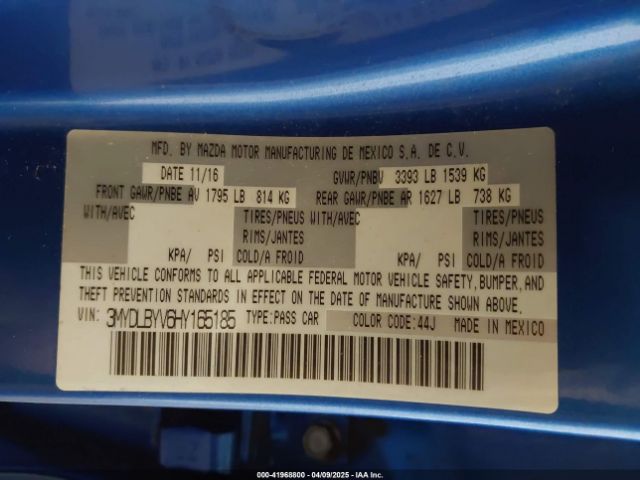 MFD. BY MAZDA MOTOR MANUFACTURING DE MEXICO S.A. DE C.V.
DATE 11/16 GVWR/PNBV 3393 LB 1539 KG
FRONT GAWR/PNBE AV 1795 LB 814 KG REAR GAWR/PNBE AR 1627 LB 738 KG
WITH/AVEC TIRES/PNEUS WITH/AVEC TIRES/PNEUS
RIMS/JANTES RIMS/JANTES
KPA/ PSI COLD/A FROID KPA/ PSI COLD/A FROID
THIS VEHICLE CONFORMS TO ALL APPLICABLE FEDERAL MOTOR VEHICLE SAFETY, BUMPER, AND
THEFT PREVENTION STANDARDS IN EFFECT ON THE DATE OF MANUFACTURE SHOWN ABOVE.
VIN: 3MYDLBYV6HY165185 TYPE:PASS CAR COLOR CODE:44J MADE IN MEXICO
000-41968800 - 04/09/2025 - IAA Inc.